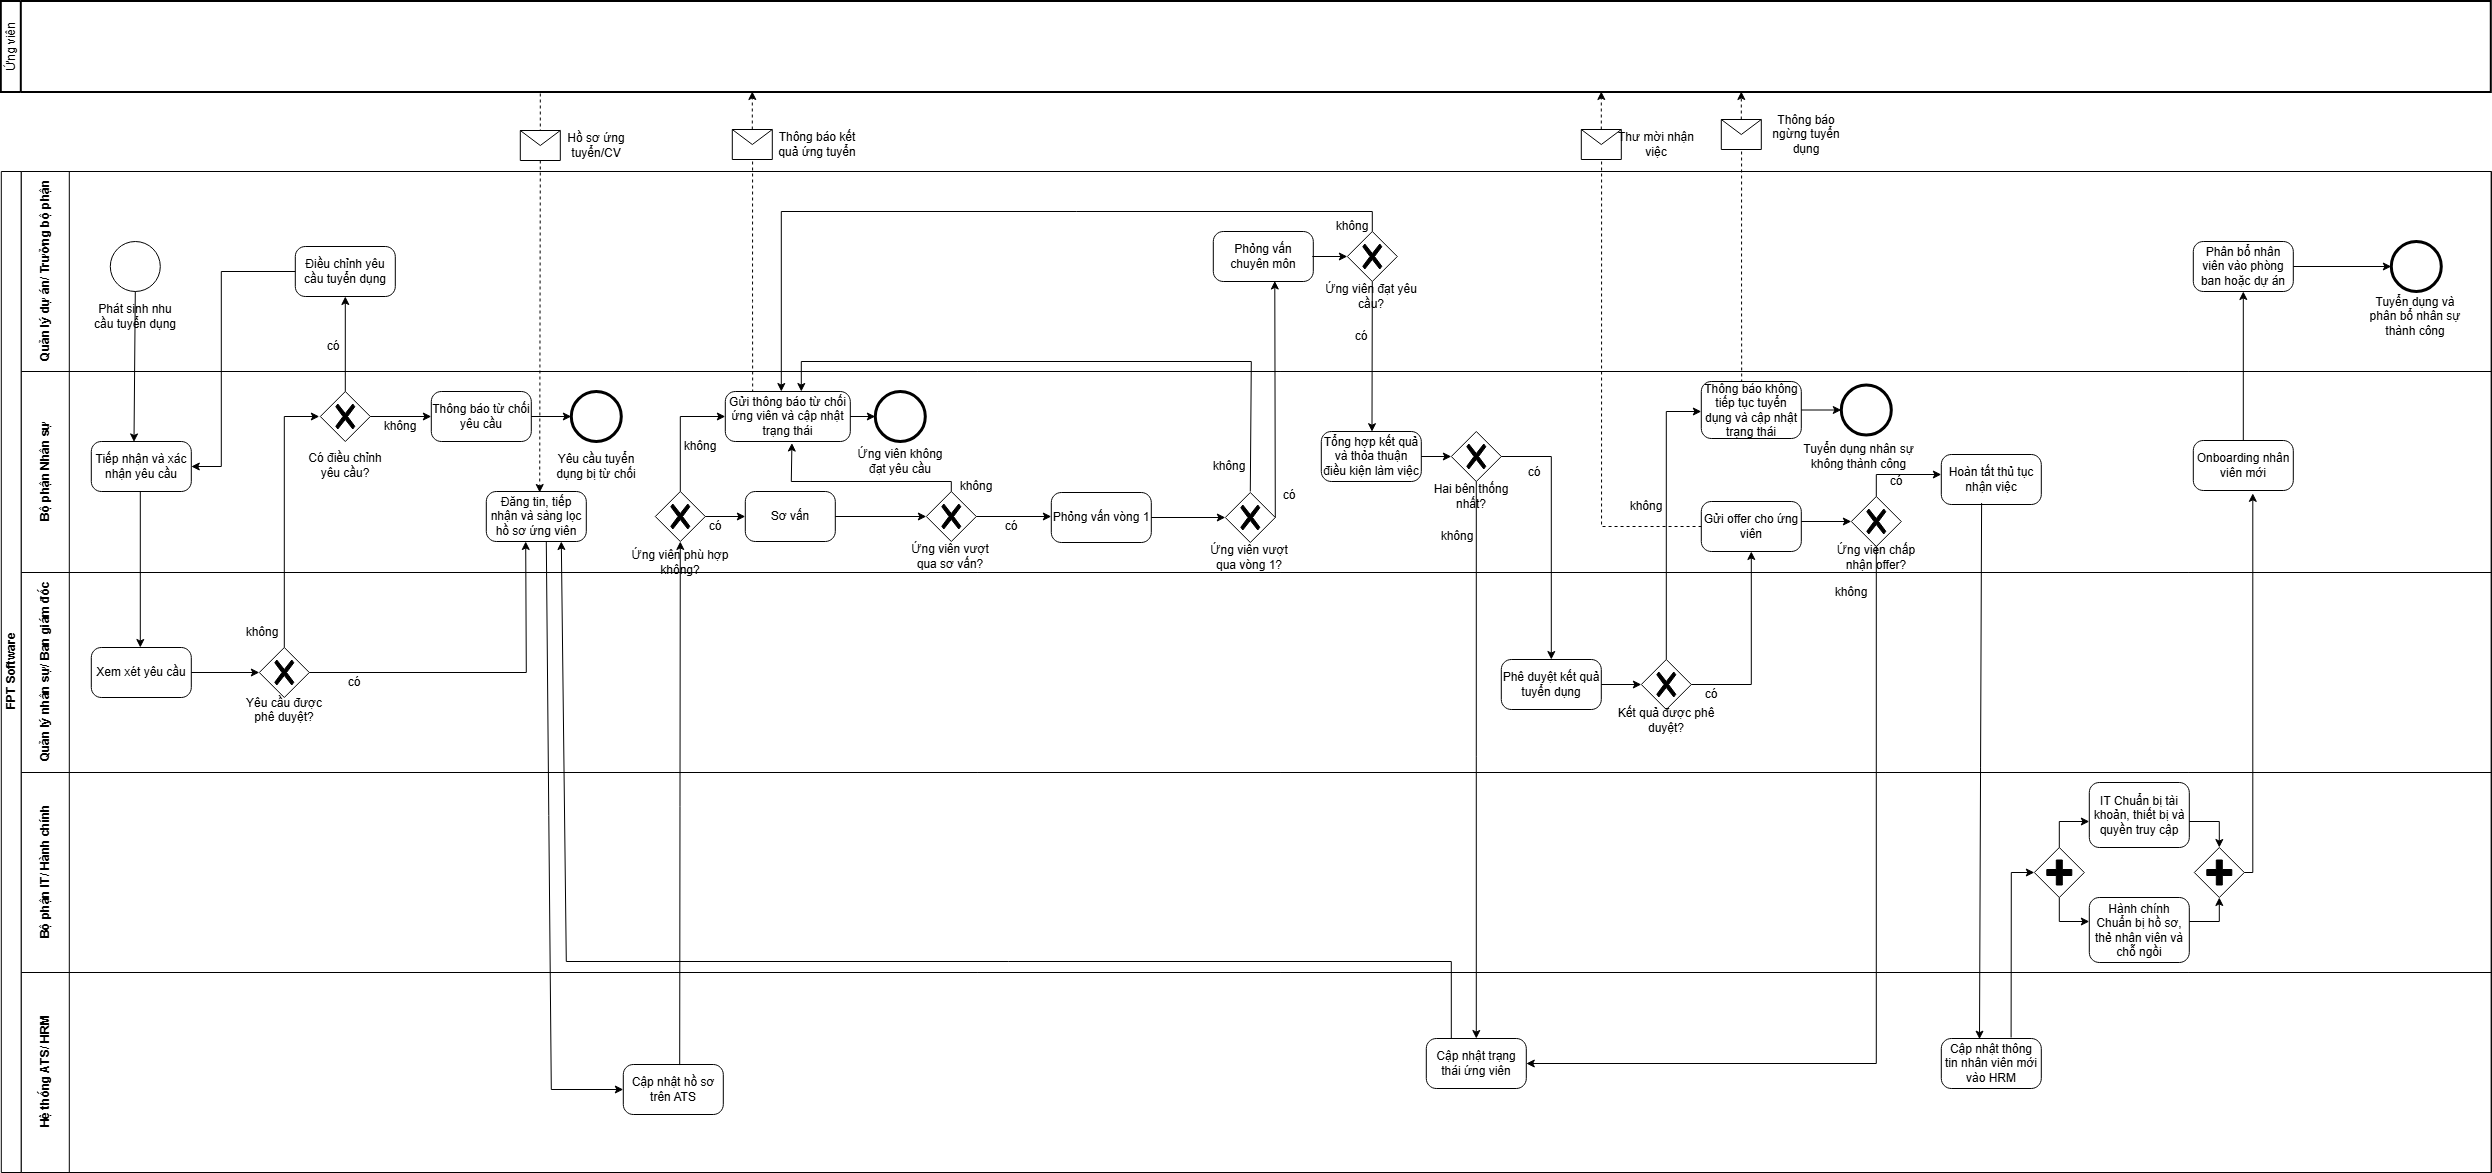 Ứng viên
Hồ sơ ứng
tuyển/CV
Thông báo kết
quả ứng tuyển
Thư mời nhận
việc
Thông báo
ngừng tuyển
dụng
FPT Software
Quản lý dự án/ Trưởng bộ phận
Phát sinh nhu
cầu tuyển dụng
Điều chỉnh yêu
cầu tuyển dụng
có
Phỏng vấn
chuyên môn
không
Ứng viên đạt yêu
cầu?
có
Phân bổ nhân
viên vào phòng
ban hoặc dự án
Tuyển dụng và
phân bổ nhân sự
thành công
Bộ phận Nhân sự
Tiếp nhận và xác
nhận yêu cầu
Có điều chỉnh
yêu cầu?
không
Thông báo từ chối
yêu cầu
Yêu cầu tuyển
dụng bị từ chối
Đăng tin, tiếp
nhận và sàng lọc
hồ sơ ứng viên
không
Ứng viên phù hợp
không?
có
Gửi thông báo từ chối
ứng viên và cập nhật
trạng thái
Ứng viên không
đạt yêu cầu
Sơ vấn
không
Ứng viên vượt
qua sơ vấn?
có
Phỏng vấn vòng 1
không
Ứng viên vượt
qua vòng 1?
có
Tổng hợp kết quả
và thỏa thuận
điều kiện làm việc
Hai bên thống
nhất?
có
không
Thông báo không
tiếp tục tuyển
dụng và cập nhật
trạng thái
Tuyển dụng nhân sự
không thành công
không
Gửi offer cho ứng
viên
Ứng viên chấp
nhận offer?
có
Hoàn tất thủ tục
nhận việc
Onboarding nhân
viên mới
Quản lý nhân sự/ Ban giám đốc
Xem xét yêu cầu
không
Yêu cầu được
phê duyệt?
có
Phê duyệt kết quả
tuyển dụng
Kết quả được phê
duyệt?
có
không
Bộ phận IT/ Hành chính
IT Chuẩn bị tài
khoản, thiết bị và
quyền truy cập
Hành chính
Chuẩn bị hồ sơ,
thẻ nhân viên và
chỗ ngồi
Hệ thống ATS/ HRM
Cập nhật hồ sơ
trên ATS
Cập nhật trạng
thái ứng viên
Cập nhật thông
tin nhân viên mới
vào HRM